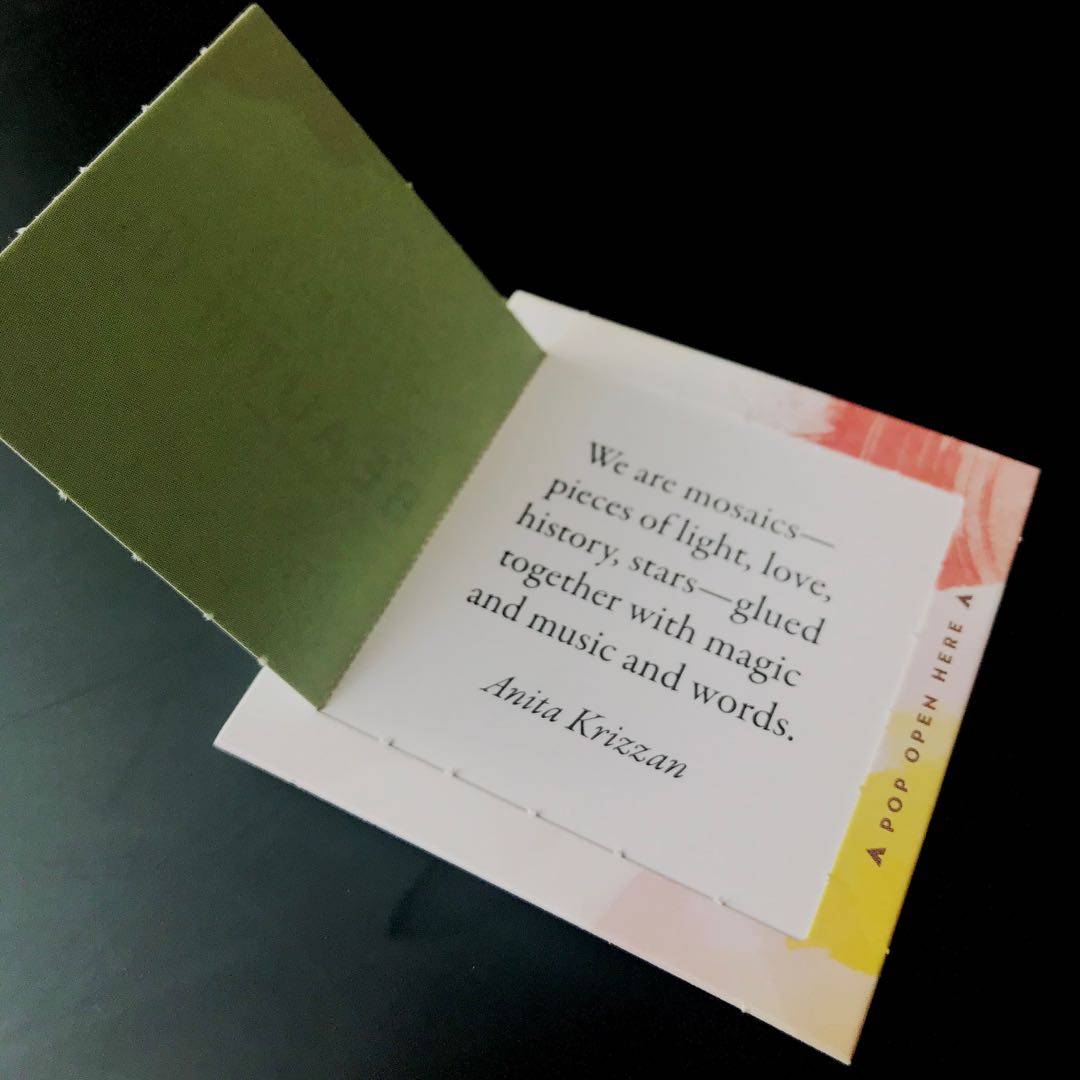 We are mosaics—
pieces of light, love,
history, stars—glued
together with magic
and music and words.
Anita Krizzan
POP OPEN HERE